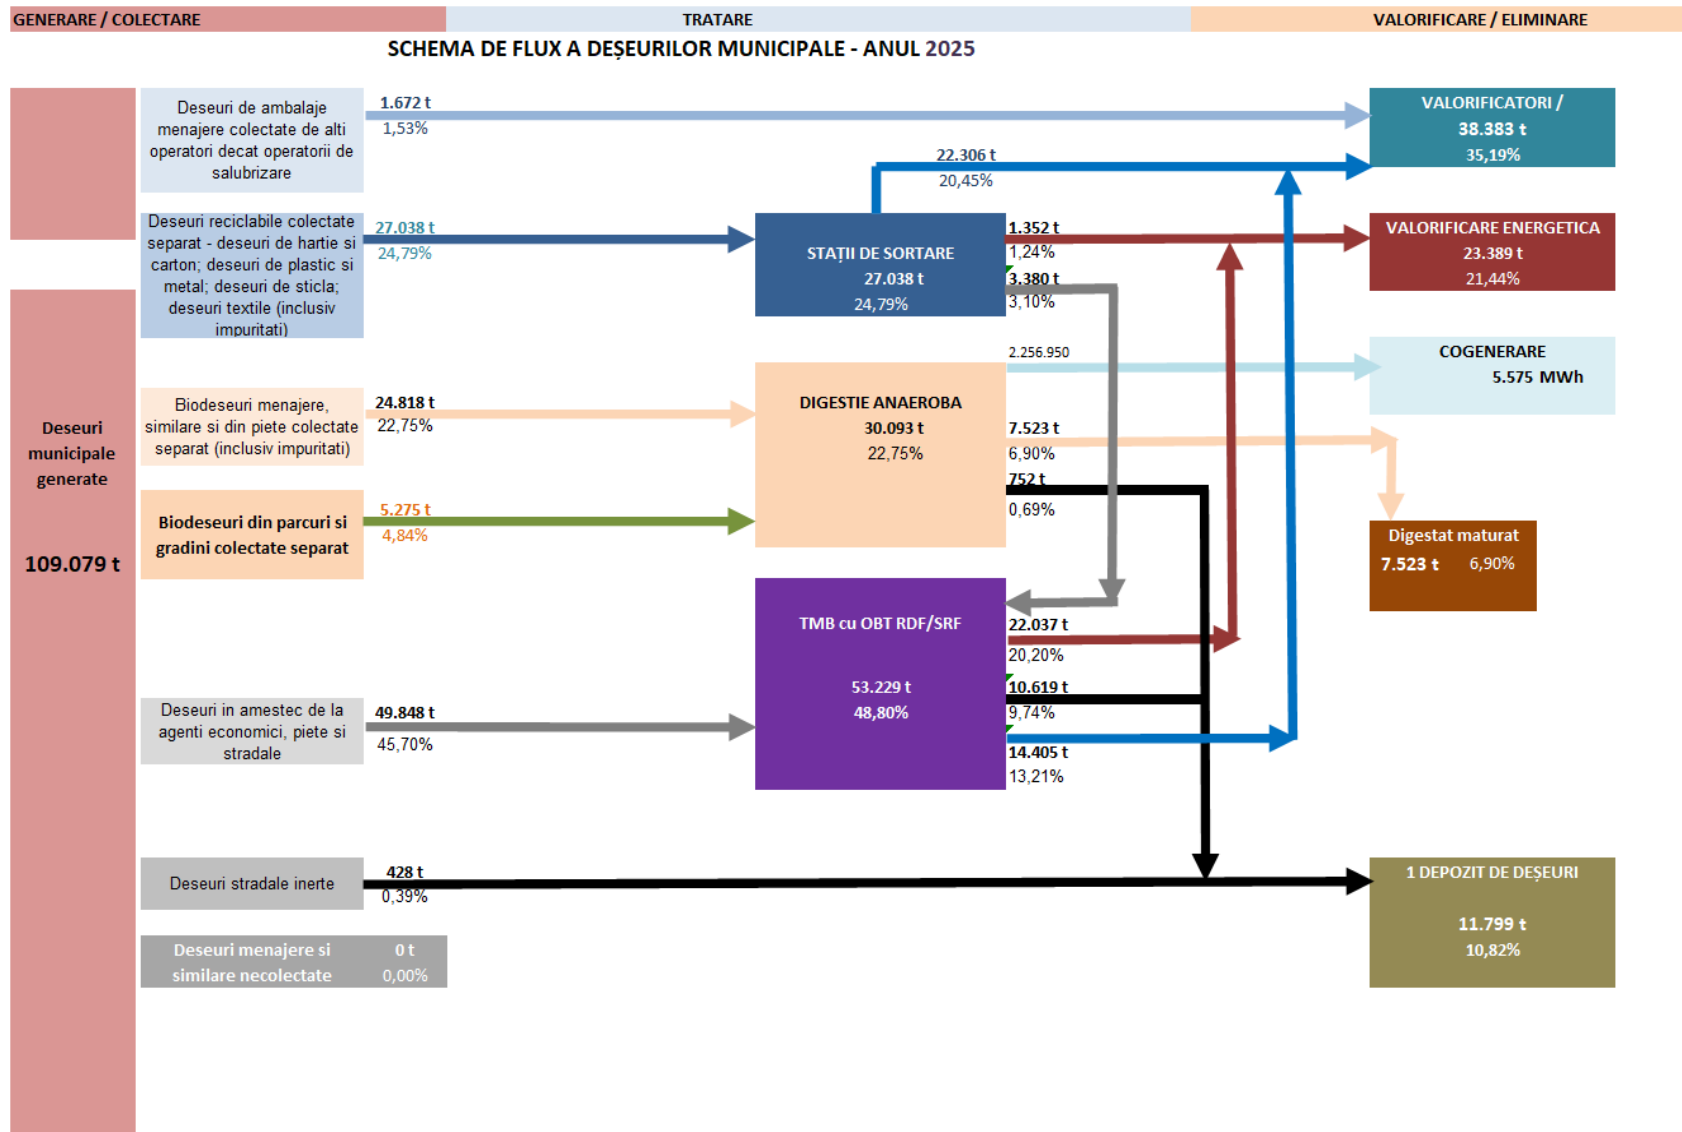 GENERARE / COLECTARE
TRATARE
VALORIFICARE / ELIMINARE
SCHEMA DE FLUX A DEȘEURILOR MUNICIPALE - ANUL 2025
Deseuri
municipale
generate
109.079 t
Deseuri de ambalaje
menajere colectate de alti
operatori decat operatorii de
salubrizare
1.672 t
1,53%
Deseuri reciclabile colectate
separat - deseuri de hartie si
carton; deseuri de plastic si
metal; deseuri de sticla;
deseuri textile (inclusiv
impuritati)
27.038 t
24,79%
Biodeseuri menajere,
similare si din piete colectate
separat (inclusiv impuritati)
24.818 t
22,75%
Biodeseuri din parcuri si
gradini colectate separat
5.275 t
4,84%
Deseuri in amestec de la
agenti economici, piete si
stradale
49.848 t
45,70%
Deseuri stradale inerte
428 t
0,39%
Deseuri menajere si
similare necolectate
0 t
0,00%
STAȚII DE SORTARE
27.038 t
24,79%
22.306 t
20,45%
1.352 t
1,24%
3.380 t
3,10%
DIGESTIE ANAEROBA
30.093 t
22,75%
2.256.950
7.523 t
6,90%
752 t
0,69%
TMB cu OBT RDF/SRF
53.229 t
48,80%
22.037 t
20,20%
10.619 t
9,74%
14.405 t
13,21%
VALORIFICATORI /
38.383 t
35,19%
VALORIFICARE ENERGETICA
23.389 t
21,44%
COGENERARE
5.575 MWh
Digestat maturat
7.523 t 6,90%
1 DEPOZIT DE DEȘEURI
11.799 t
10,82%